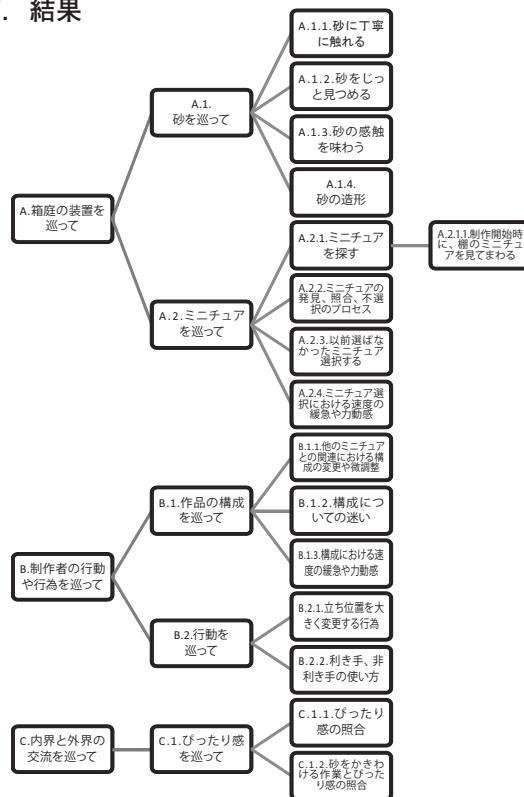 結果
A.箱庭の装置を
巡って
A.1.
砂を巡って
A.1.1.砂に丁寧
に触れる
A.1.2.砂をじっ
と見つめる
A.1.3.砂の感触
を味わう
A.1.4.
砂の造形
A.2.ミニチュア
を巡って
A.2.1.ミニチュア
を探す
A.2.1.1.制作開始時
に、棚のミニチュ
アを見てまわる
A.2.2.ミニチュアの
発見、照合、不選
択のプロセス
A.2.3.以前選ばな
かったミニチュア
選択する
A.2.4.ミニチュア選
択における速度の
緩急や力動感
B.制作者の行動
や行為を巡って
B.1.作品の構成
を巡って
B.1.1.他のミニチュア
との関連における構
成の変更や微調整
B.1.2.構成につ
いての迷い
B.1.3.構成における速
度の緩急や力動感
B.2.行動を
巡って
B.2.1.立ち位置を大
きく変更する行為
B.2.2.利き手、非
利き手の使い方
C.内界と外界の
交流を巡って
C.1.ぴったり感
を巡って
C.1.1.ぴったり
感の照合
C.1.2.砂をかきわ
ける作業とぴった
り感の照合